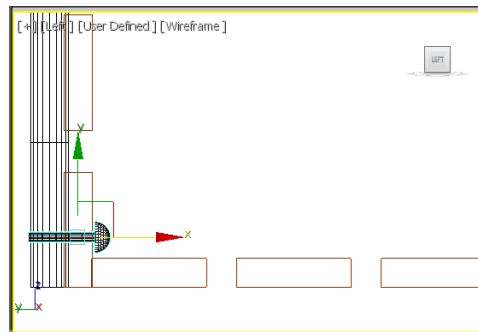 [+] [Left] [User Defined] [Wireframe]
LEFT
y
x
z
y
x